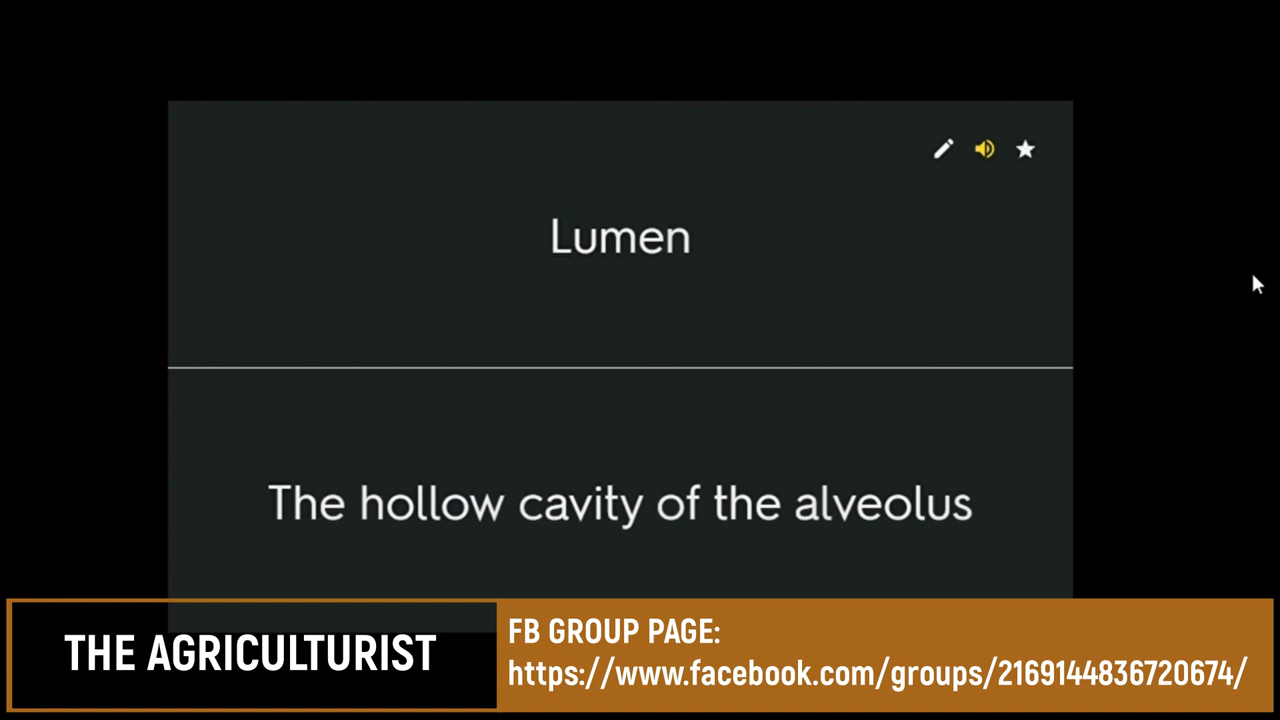 Lumen
The hollow cavity of the alveolus
THE AGRICULTURIST
FB GROUP PAGE:
https://www.facebook.com/groups/2169144836720674/